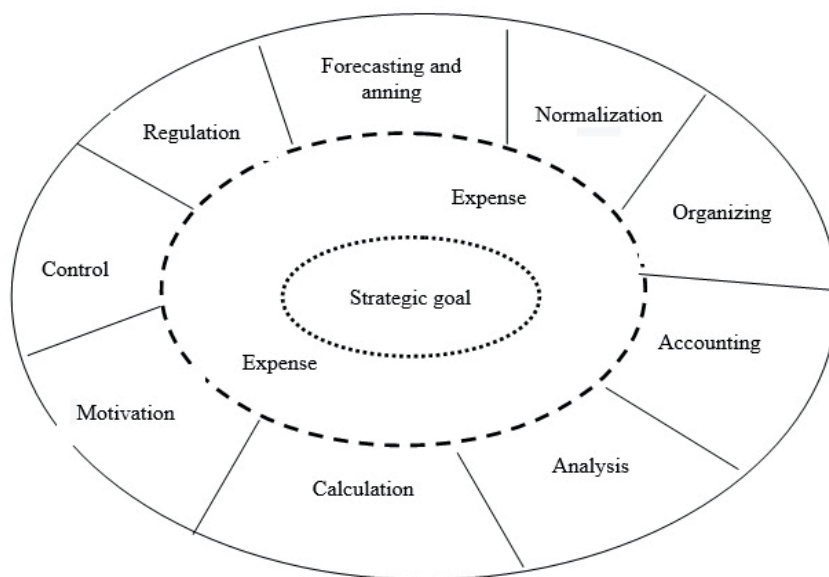 Forecasting and
anning
Regulation
Normalization
Expense
Organizing
Control
Strategic goal
Accounting
Expense
Motivation
Analysis
Calculation